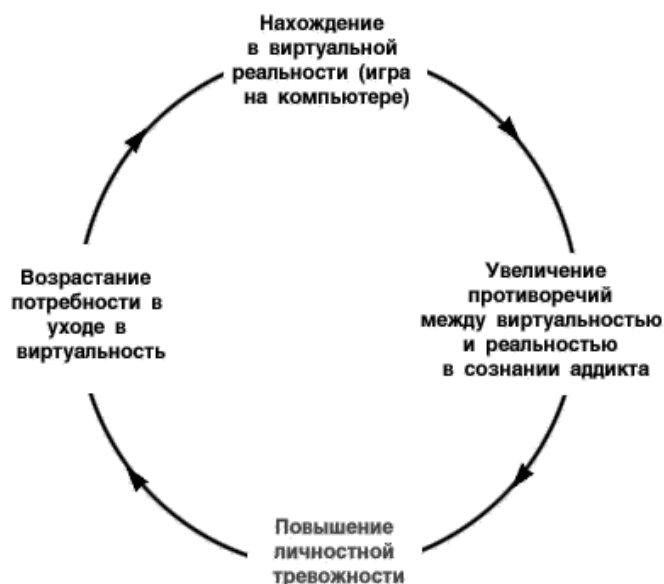 Нахождение
в виртуальной
реальности (игра
на компьютере)
Увеличение
противоречий
между виртуальностью
и реальностью
в сознании аддикта
Повышение
личностной
тревожности
Возрастание
потребности в
уходе в
виртуальность